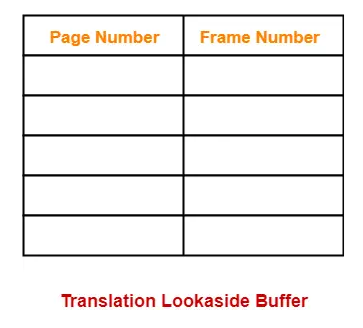 Page Number Frame Number
Translation Lookaside Buffer